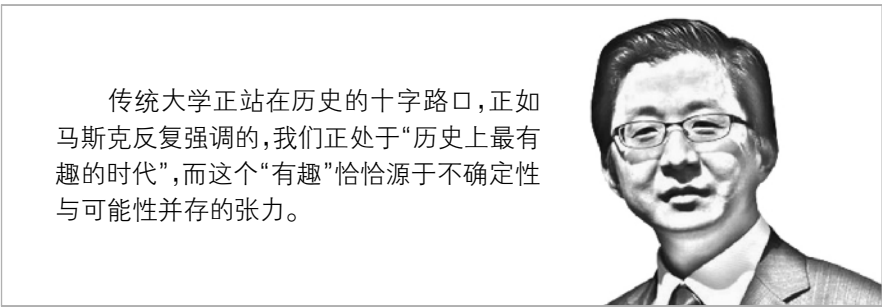 传统大学正站在历史的十字路口，正如
马斯克反复强调的，我们正处于“历史上最有
趣的时代”，而这个“有趣”恰恰源于不确定性
与可能性并存的张力。